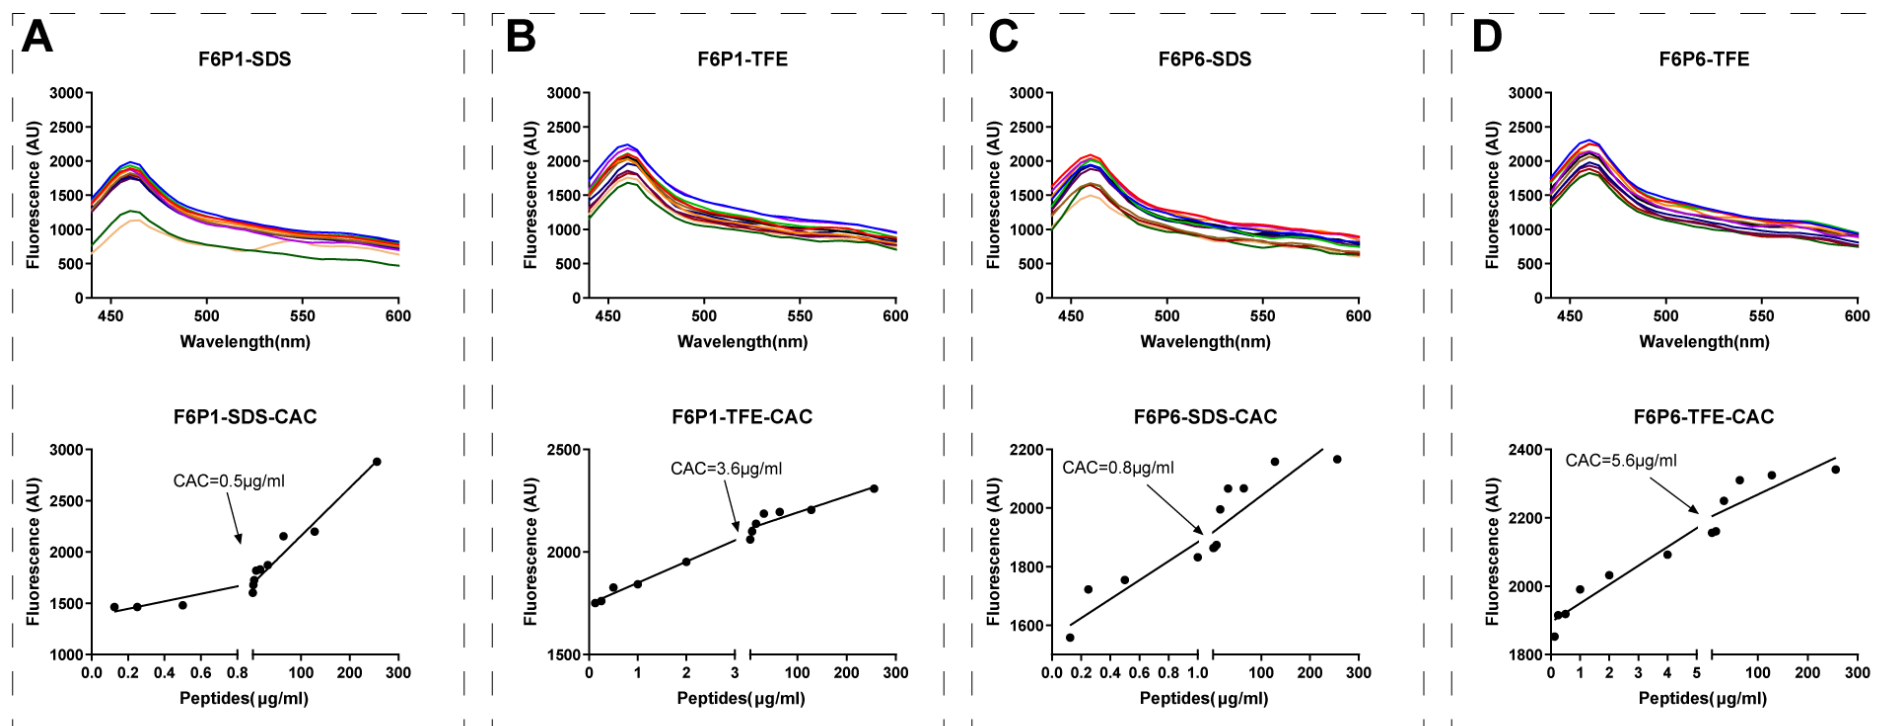 A
F6P1-SDS
Fluorescence (AU)
3000
2500
2000
1500
1000
500
0
450 500 550 600
Wavelength(nm)
F6P1-SDS-CAC
CAC=0.5µg/ml
Fluorescence (AU)
3000
2500
2000
1500
1000
0.0 0.2 0.4 0.6 0.8 100 200 300
Peptides(µg/ml)
B
F6P1-TFE
Fluorescence (AU)
3000
2500
2000
1500
1000
500
0
450 500 550 600
Wavelength(nm)
F6P1-TFE-CAC
CAC=3.6µg/ml
Fluorescence (AU)
2500
2000
1500
0 1 2 3 100 200 300
Peptides(µg/ml)
C
F6P6-SDS
Fluorescence (AU)
3000
2500
2000
1500
1000
500
0
450 500 550 600
Wavelength(nm)
F6P6-SDS-CAC
CAC=0.8µg/ml
Fluorescence (AU)
2200
2000
1800
1600
0.0 0.2 0.4 0.6 0.8 1.0 100 200 300
Peptides(µg/ml)
D
F6P6-TFE
Fluorescence (AU)
3000
2500
2000
1500
1000
500
0
450 500 550 600
Wavelength(nm)
F6P6-TFE-CAC
CAC=5.6µg/ml
Fluorescence (AU)
2400
2200
2000
1800
0 1 2 3 4 5 100 200 300
Peptides(µg/ml)